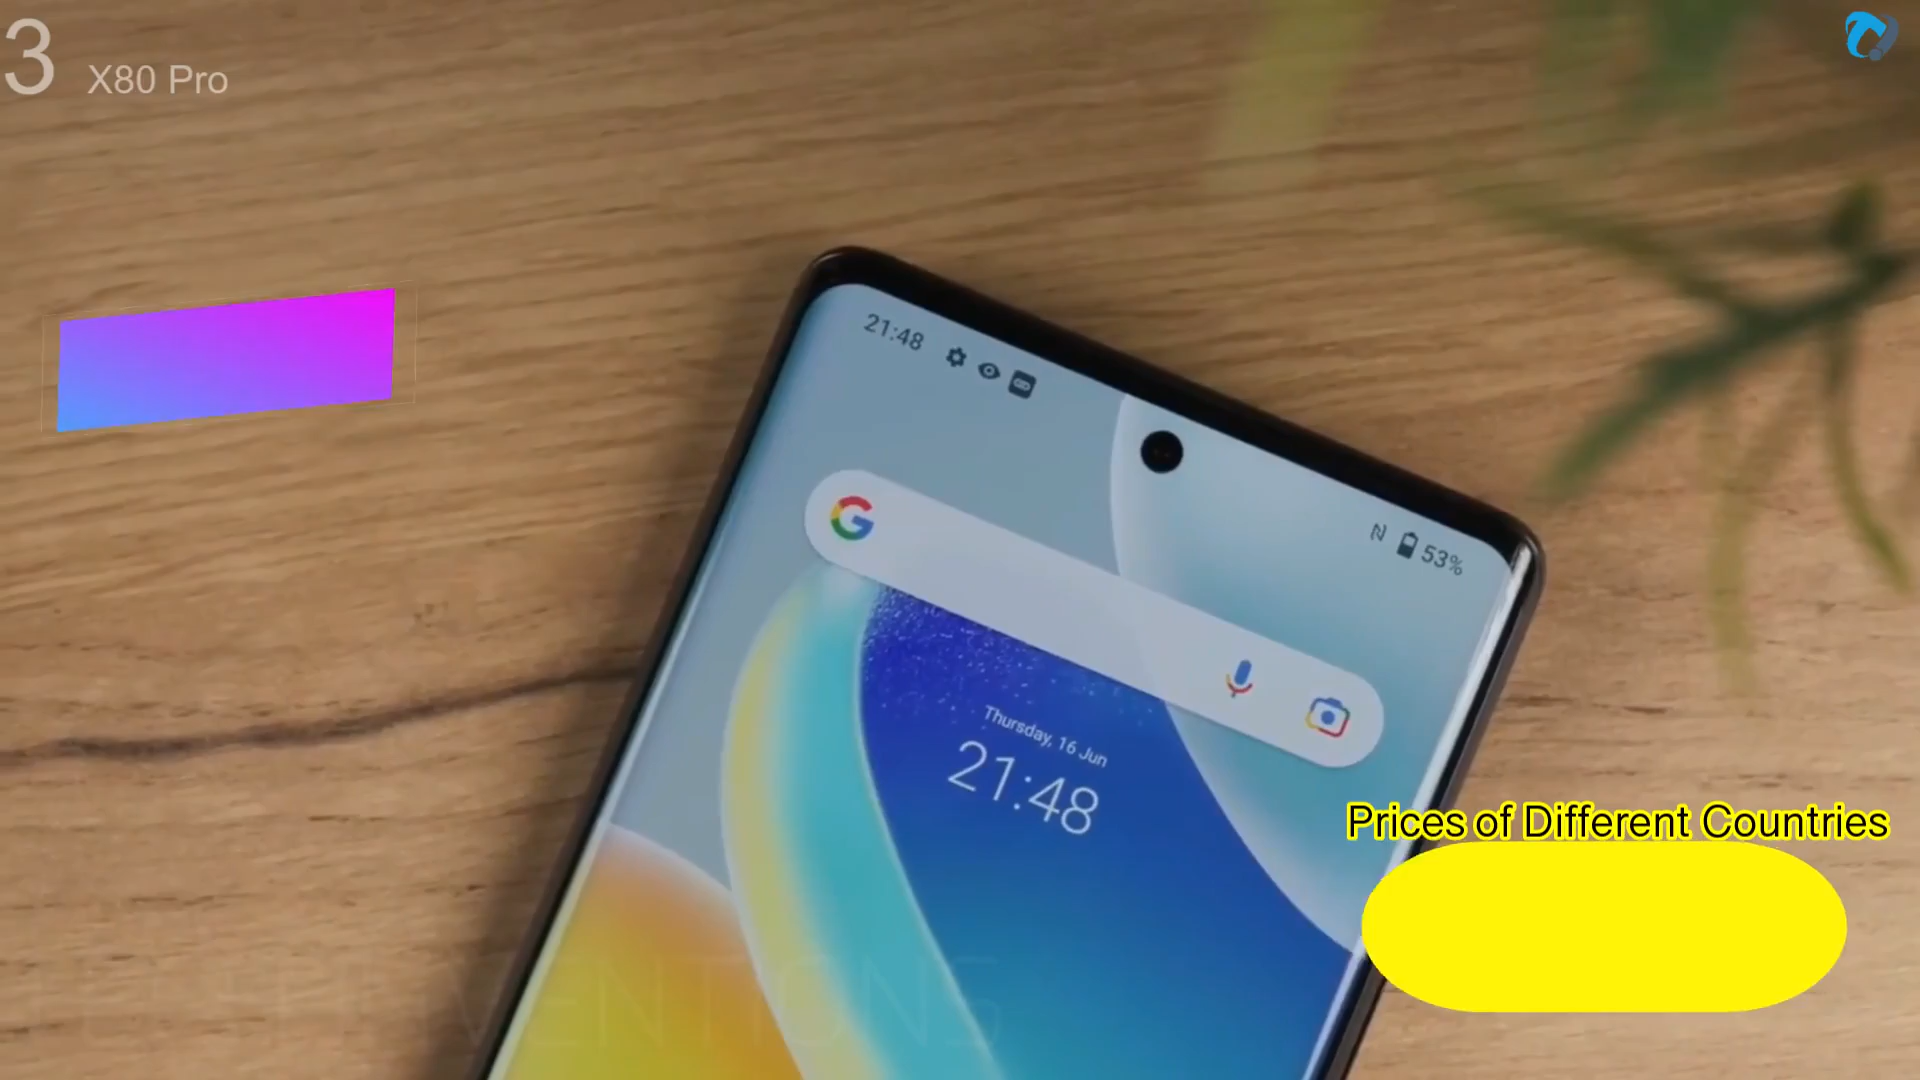 3 X80 Pro
21:48
53%
Thursday, 16 Jun
21:48
Prices of Different Countries